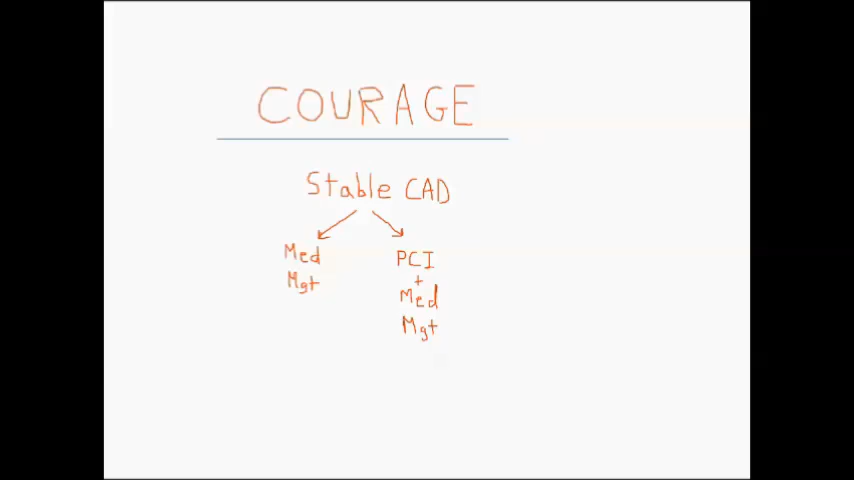 COURAGE
Stable CAD
Med
Mgt
PCI
+
Med
Mgt